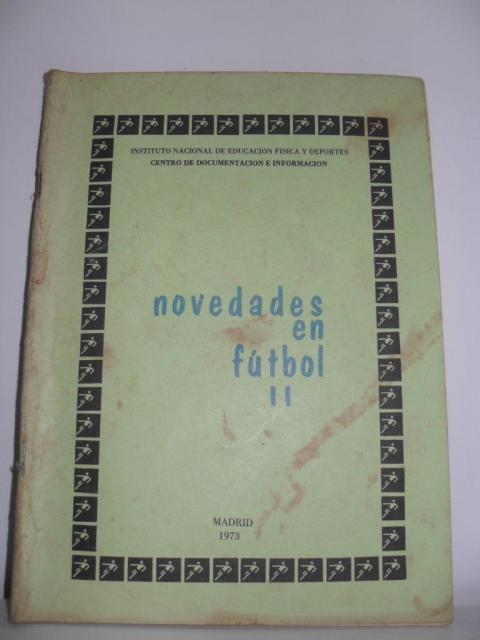 INSTITUTO NACIONAL DE EDUCACION FISICA Y DEPORTES
CENTRO DE DOCUMENTACION E INFORMACION
novedades
en
fútbol
II
MADRID
1973